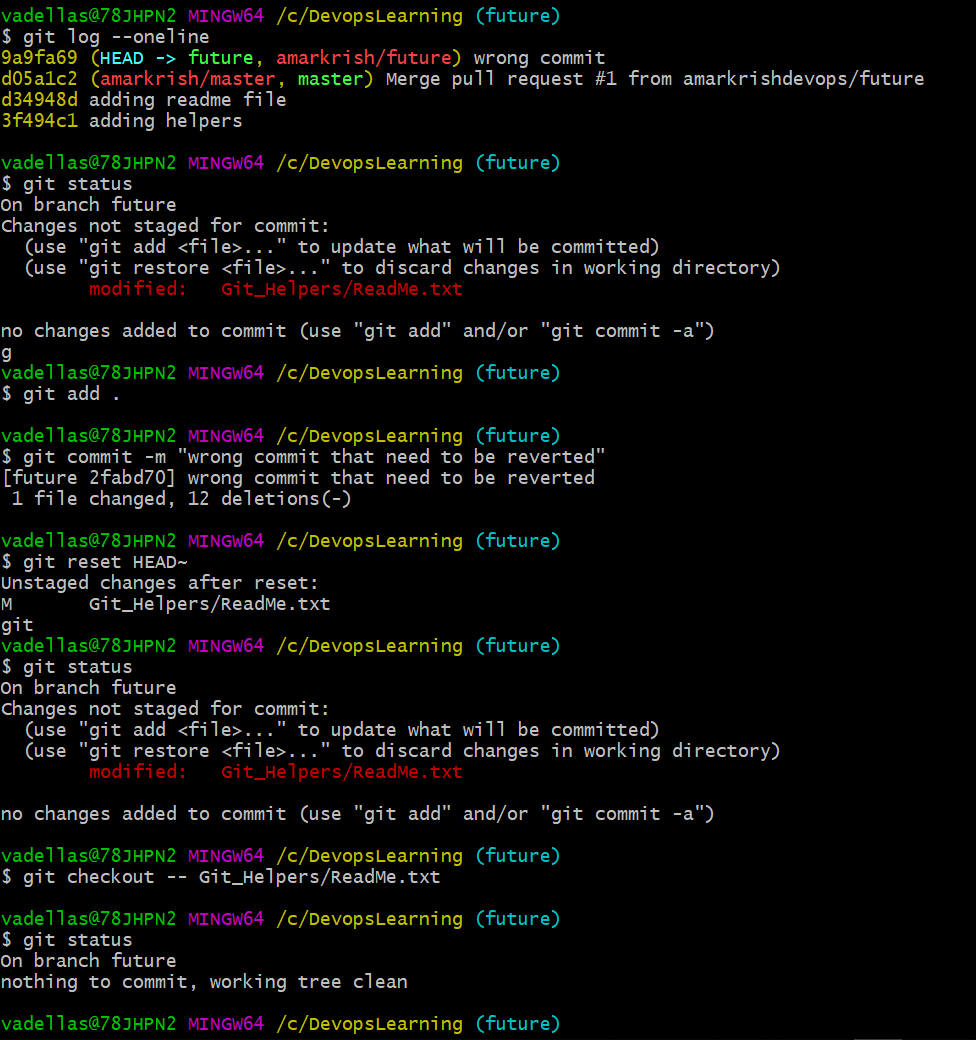 vadellas@78JHPN2 MINGW64 /c/DevopsLearning (future)
$ git log --oneline
9a9fa69 (HEAD -> future, amarkrish/future) wrong commit
d05a1c2 (amarkrish/master, master) Merge pull request #1 from amarkrishdevops/future
d34948d adding readme file
3f494c1 adding helpers

vadellas@78JHPN2 MINGW64 /c/DevopsLearning (future)
$ git status
On branch future
Changes not staged for commit:
  (use "git add <file>..." to update what will be committed)
  (use "git restore <file>..." to discard changes in working directory)
        modified:   Git_Helpers/ReadMe.txt

no changes added to commit (use "git add" and/or "git commit -a")
g
vadellas@78JHPN2 MINGW64 /c/DevopsLearning (future)
$ git add .

vadellas@78JHPN2 MINGW64 /c/DevopsLearning (future)
$ git commit -m "wrong commit that need to be reverted"
[future 2fabd70] wrong commit that need to be reverted
 1 file changed, 12 deletions(-)

vadellas@78JHPN2 MINGW64 /c/DevopsLearning (future)
$ git reset HEAD~
Unstaged changes after reset:
M       Git_Helpers/ReadMe.txt
git
vadellas@78JHPN2 MINGW64 /c/DevopsLearning (future)
$ git status
On branch future
Changes not staged for commit:
  (use "git add <file>..." to update what will be committed)
  (use "git restore <file>..." to discard changes in working directory)
        modified:   Git_Helpers/ReadMe.txt

no changes added to commit (use "git add" and/or "git commit -a")

vadellas@78JHPN2 MINGW64 /c/DevopsLearning (future)
$ git checkout -- Git_Helpers/ReadMe.txt

vadellas@78JHPN2 MINGW64 /c/DevopsLearning (future)
$ git status
On branch future
nothing to commit, working tree clean

vadellas@78JHPN2 MINGW64 /c/DevopsLearning (future)